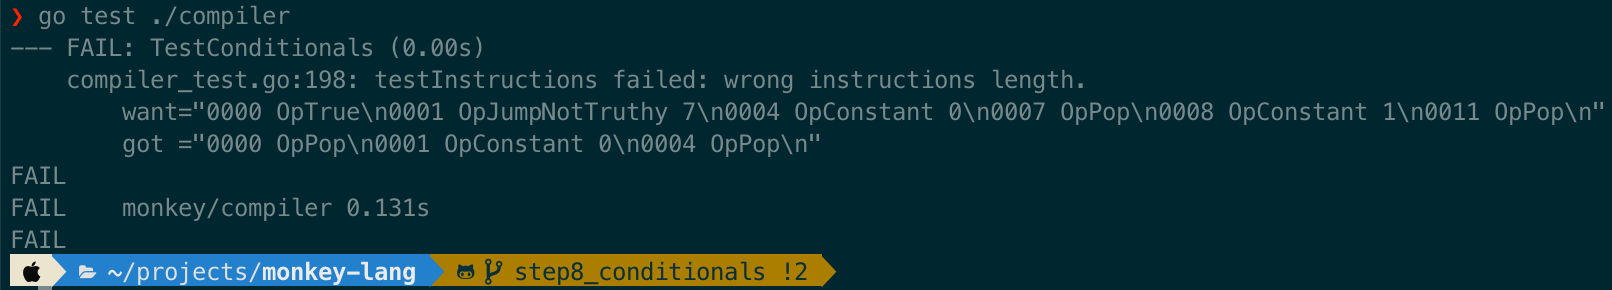 ❯ go test ./compiler
--- FAIL: TestConditionals (0.00s)
    compiler_test.go:198: testInstructions failed: wrong instructions length.
        want="0000 OpTrue\n0001 OpJumpNotTruthy 7\n0004 OpConstant 0\n0007 OpPop\n0008 OpConstant 1\n0011 OpPop\n"
        got ="0000 OpPop\n0001 OpConstant 0\n0004 OpPop\n"
FAIL
FAIL    monkey/compiler 0.131s
FAIL
~/projects/monkey-lang step8_conditionals !2